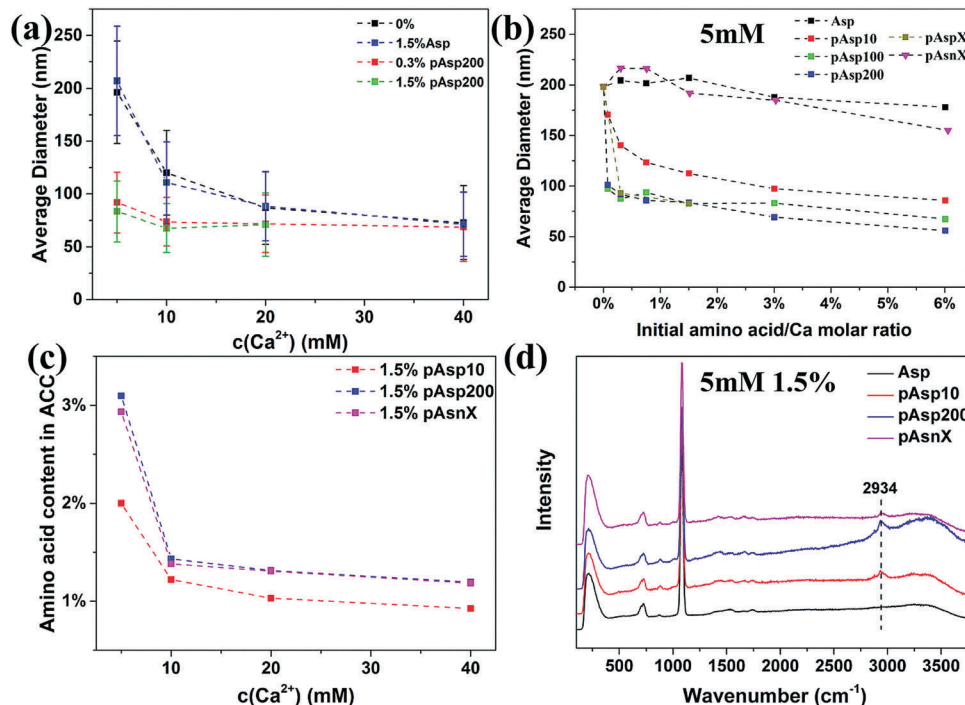 (a)
0%
1.5%Asp
0.3% pAsp200
1.5% pAsp200
Average Diameter (nm)
250
200
150
100
50
0
0 10 20 30 40
c(Ca²⁺) (mM)
(b)
5mM
Asp
pAsp10
pAsp100
pAsp200
pAspX
pAsnX
Average Diameter (nm)
250
200
150
100
50
0
0% 1% 2% 3% 4% 5% 6%
Initial amino acid/Ca molar ratio
(c)
1.5% pAsp10
1.5% pAsp200
1.5% pAsnX
Amino acid content in ACC
3%
2%
1%
10 20 30 40
c(Ca²⁺) (mM)
(d)
5mM 1.5%
Asp
pAsp10
pAsp200
pAsnX
2934
Intensity
500 1000 1500 2000 2500 3000 3500
Wavenumber (cm⁻¹)